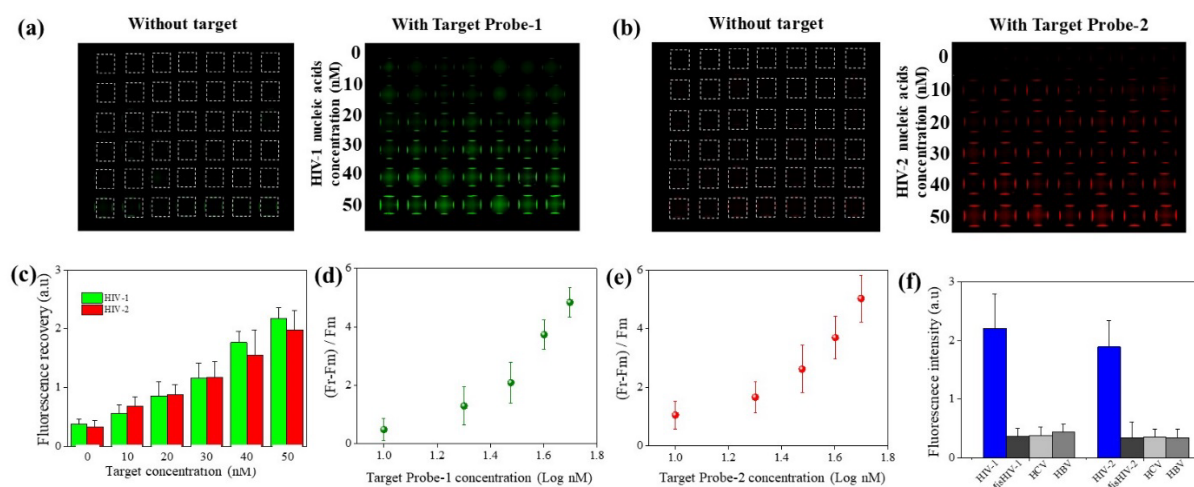 (a)
Without target
With Target Probe-1
HIV-1 nucleic acids
concentration (nM)
0
10
20
30
40
50
(b)
Without target
With Target Probe-2
HIV-2 nucleic acids
concentration (nM)
0
10
20
30
40
50
(c)
Fluorescence recovery (a.u)
3
2
1
0
HIV-1
HIV-2
0 10 20 30 40 50
Target concentration (nM)
(d)
(Fr-Fm) / Fm
6
4
2
0
1.0 1.2 1.4 1.6 1.8
Target Probe-1 concentration (Log nM)
(e)
(Fr-Fm) / Fm
6
4
2
0
1.0 1.2 1.4 1.6 1.8
Target Probe-2 concentration (Log nM)
(f)
Fluorescnece intensity (a.u)
3
2
1
0
HIV-1
HCV
HBV
HIV-2
HCV
HBV